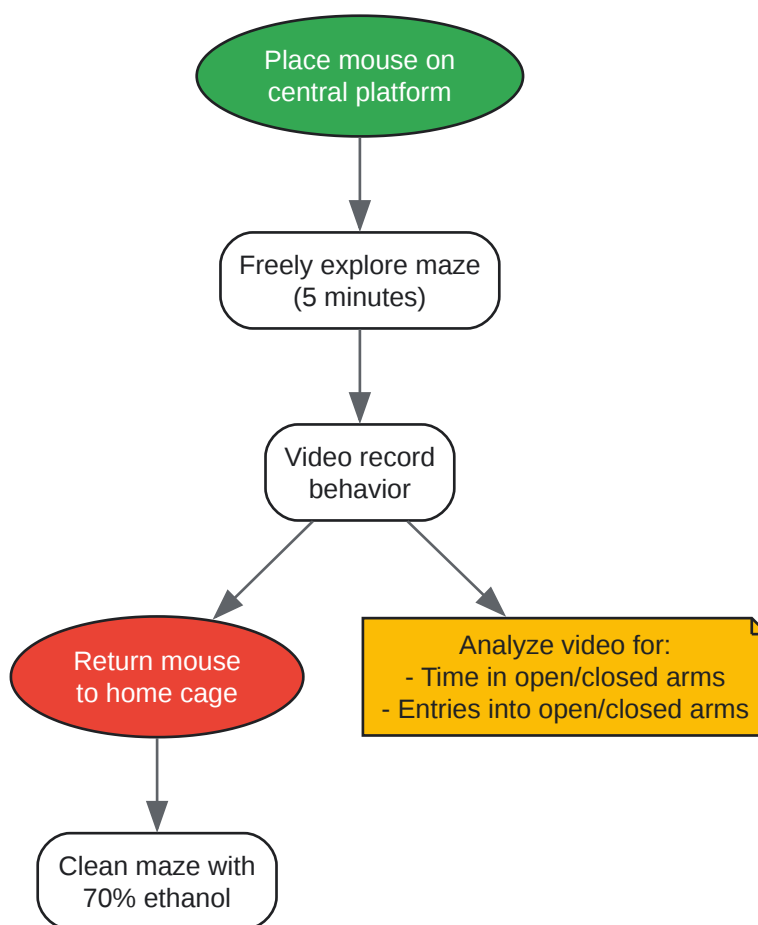 Place mouse on
central platform
Freely explore maze
(5 minutes)
Video record
behavior
Return mouse
to home cage
Analyze video for:
- Time in open/closed arms
- Entries into open/closed arms
Clean maze with
70% ethanol